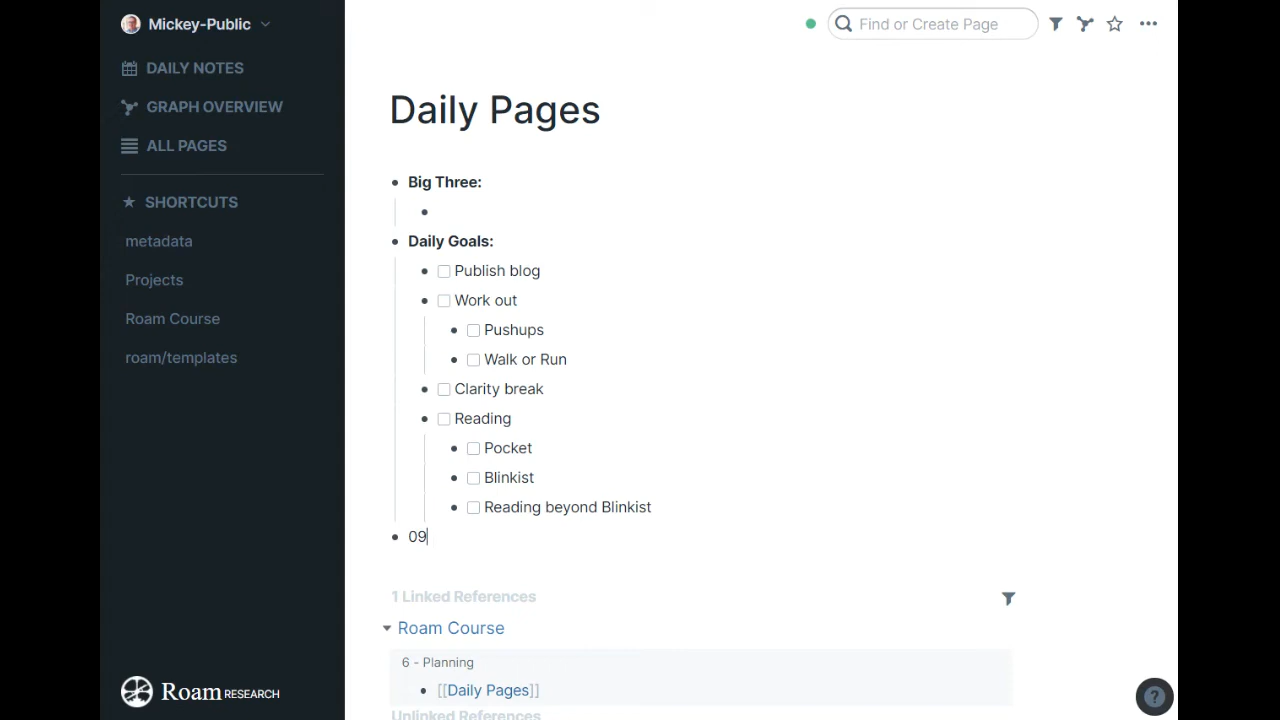 Mickey-Public
Find or Create Page
DAILY NOTES
GRAPH OVERVIEW
ALL PAGES
SHORTCUTS
metadata
Projects
Roam Course
roam/templates
Roam RESEARCH
Daily Pages
Big Three:
Daily Goals:
Publish blog
Work out
Pushups
Walk or Run
Clarity break
Reading
Pocket
Blinkist
Reading beyond Blinkist
09
1 Linked References
Roam Course
6 - Planning
[[Daily Pages]]
Unlinked References
?